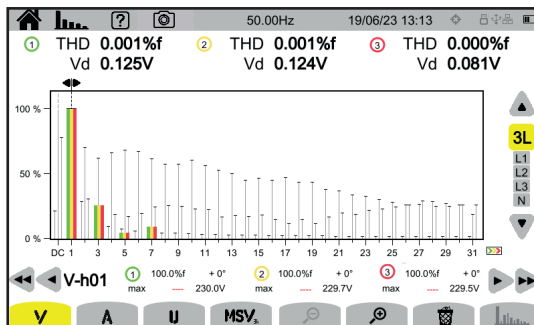 50.00Hz 19/06/23 13:13
1 THD 0.001%f 2 THD 0.001%f 3 THD 0.000%f
Vd 0.125V Vd 0.124V Vd 0.081V
100 %
50 %
0 %
DC 1 3 5 7 9 11 13 15 17 19 21 23 25 27 29 31
3L
L1
L2
L3
N
V-h01 1 100.0%f + 0° 2 100.0%f + 0° 3 100.0%f + 0°
max ---- 230.0V max ---- 229.7V max ---- 229.5V
V A U MSV